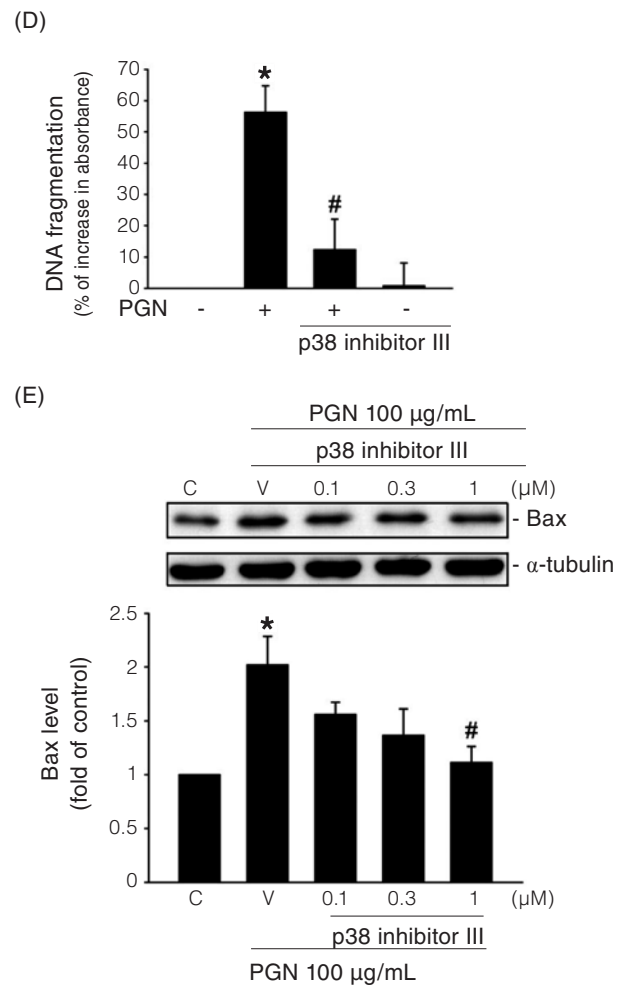 (D)
DNA fragmentation
(% of increase in absorbance)
70
60
50
40
30
20
10
0
*
#
PGN - + + -
p38 inhibitor III
(E)
PGN 100 µg/mL
p38 inhibitor III
C V 0.1 0.3 1 (µM)
- Bax
- α-tubulin
Bax level
(fold of control)
2.5
2
1.5
1
0.5
0
*
#
C V 0.1 0.3 1 (µM)
p38 inhibitor III
PGN 100 µg/mL